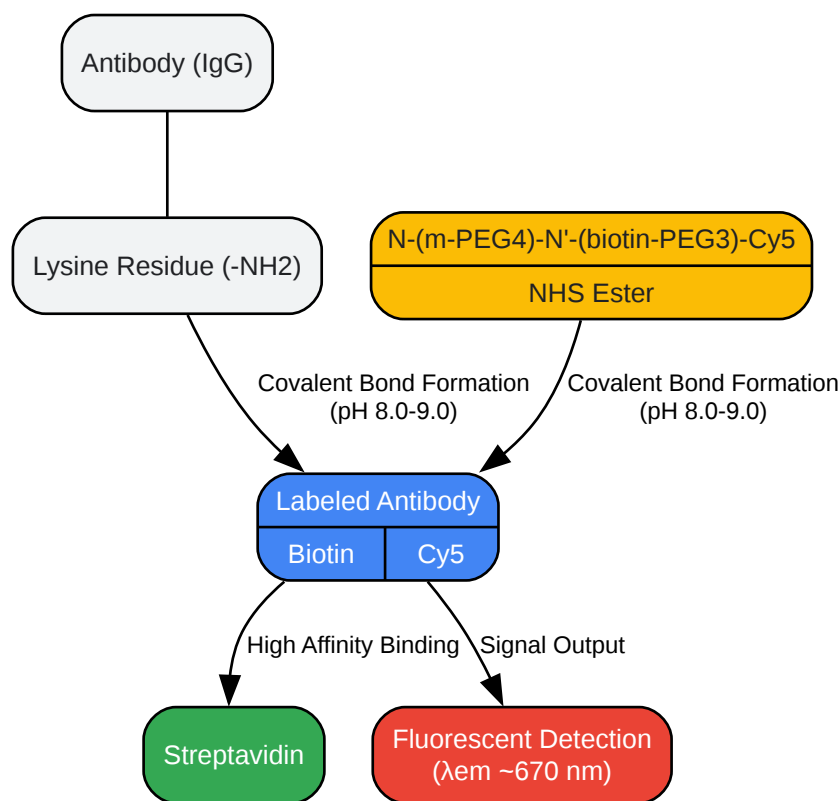 Antibody (IgG)
Lysine Residue (-NH2)
N-(m-PEG4)-N'-(biotin-PEG3)-Cy5
NHS Ester
Covalent Bond Formation
(pH 8.0-9.0)
Covalent Bond Formation
(pH 8.0-9.0)
Labeled Antibody
Biotin
Cy5
High Affinity Binding
Signal Output
Streptavidin
Fluorescent Detection
(λem ~670 nm)